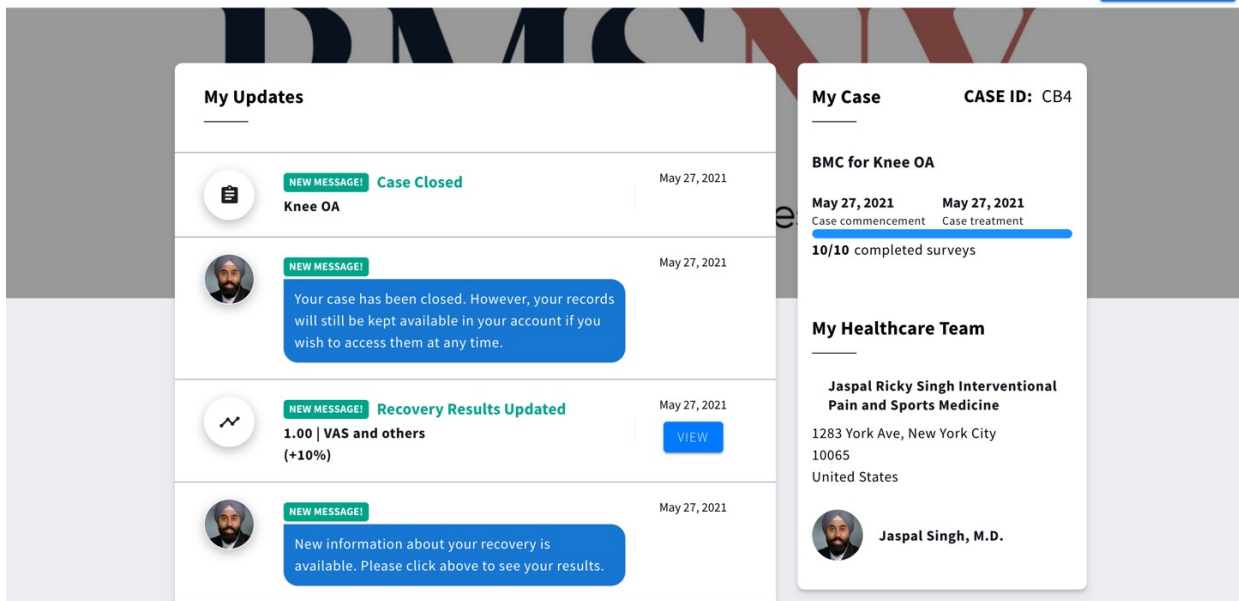 My Updates
NEW MESSAGE! Case Closed
May 27, 2021
Knee OA
NEW MESSAGE!
May 27, 2021
Your case has been closed. However, your records
will still be kept available in your account if you
wish to access them at any time.
NEW MESSAGE! Recovery Results Updated
May 27, 2021
1.00 | VAS and others
(+10%)
VIEW
NEW MESSAGE!
May 27, 2021
New information about your recovery is
available. Please click above to see your results.
My Case CASE ID: CB4
BMC for Knee OA
May 27, 2021 May 27, 2021
Case commencement Case treatment
10/10 completed surveys
My Healthcare Team
Jaspal Ricky Singh Interventional
Pain and Sports Medicine
1283 York Ave, New York City
10065
United States
Jaspal Singh, M.D.